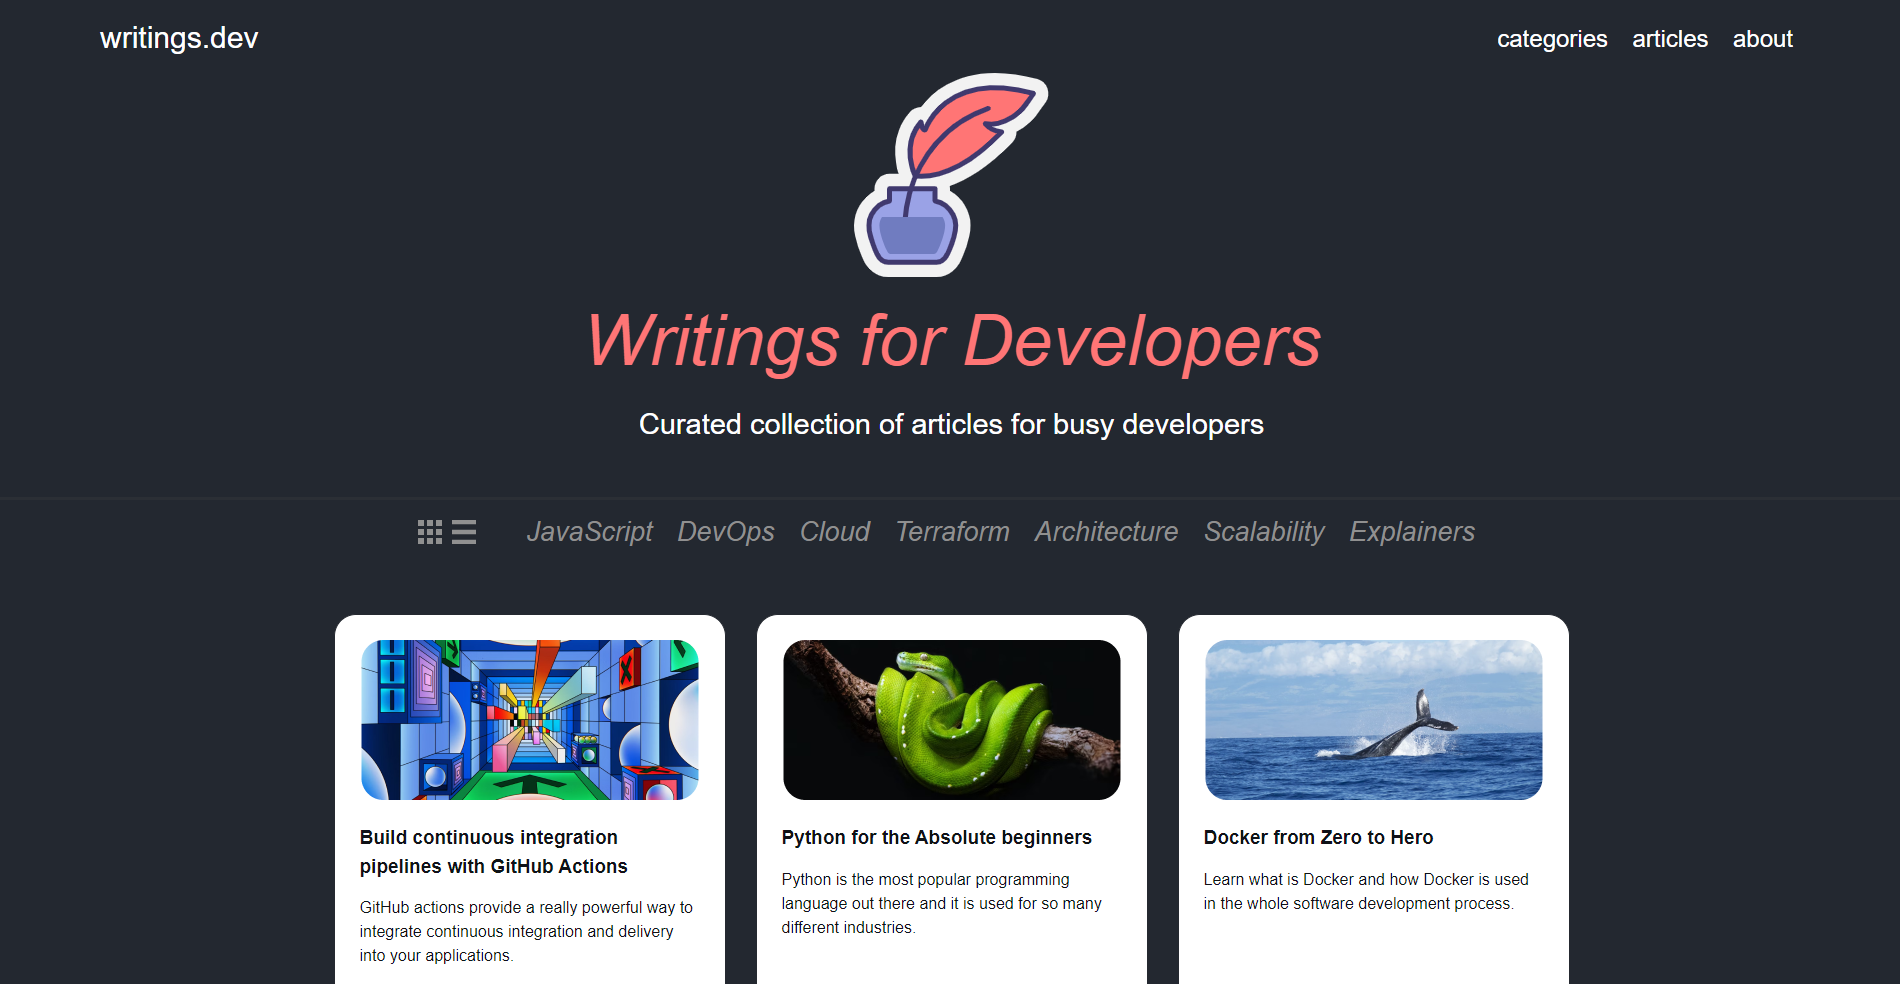 writings.dev
categories articles about
Writings for Developers
Curated collection of articles for busy developers
JavaScript DevOps Cloud Terraform Architecture Scalability Explainers
Build continuous integration
pipelines with GitHub Actions
GitHub actions provide a really powerful way to
integrate continuous integration and delivery
into your applications.
Python for the Absolute beginners
Python is the most popular programming
language out there and it is used for so many
different industries.
Docker from Zero to Hero
Learn what is Docker and how Docker is used
in the whole software development process.